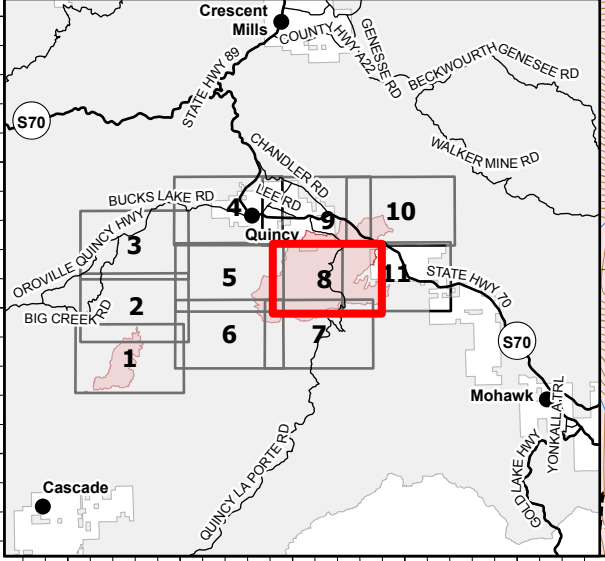 Crescent
Mills
COUNTY HWY A22
GENESSE RD
BECKWOURTH GENESEE RD
STATE HWY 89
S70
WALKER MINE RD
CHANDLER RD
BUCKS LAKE RD
LEE RD
4
9
10
Quincy
OROVILLE QUINCY HWY
3
5
8
11
STATE HWY 70
2
BIG CREEK RD
6
7
1
S70
Mohawk
YONKALLA TRL
GOLD LAKE HWY
QUINCY LA PORTE RD
Cascade